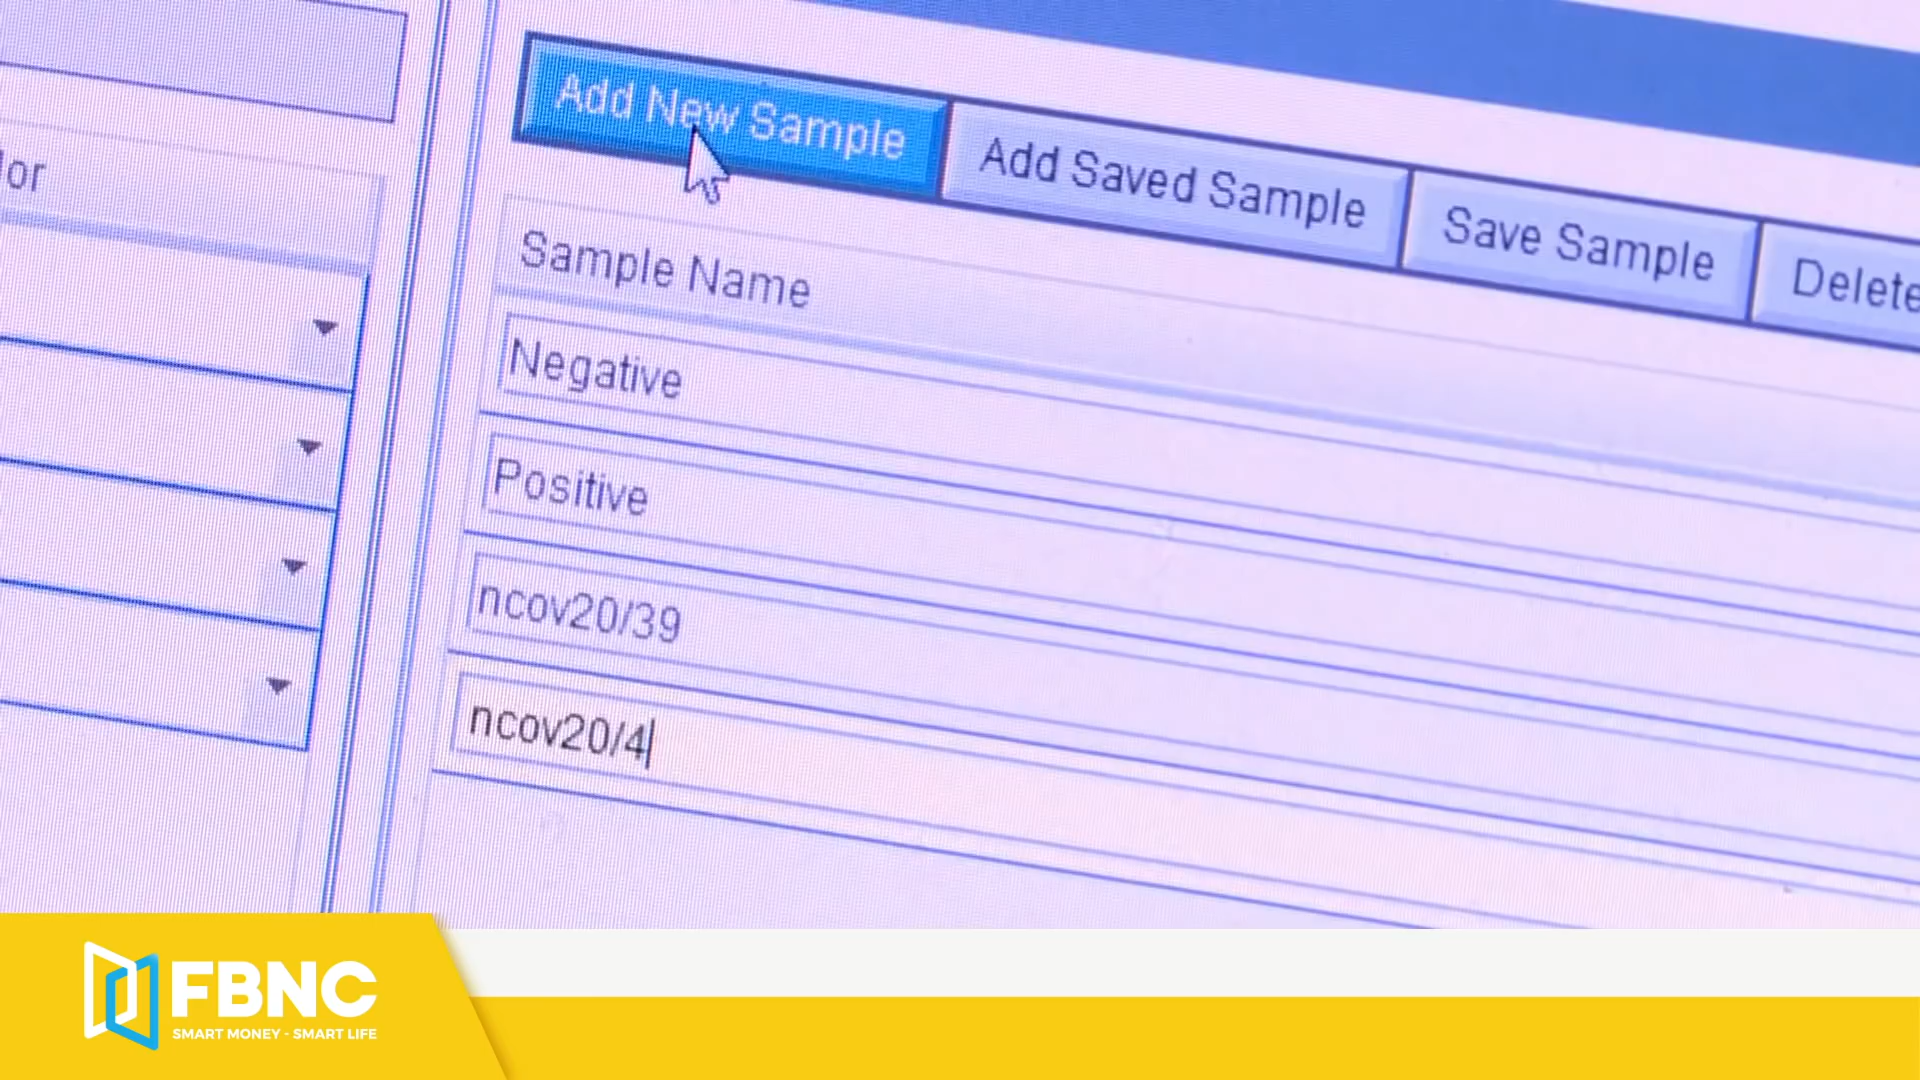 Add New Sample
Add Saved Sample
Save Sample
Delete
lor
Sample Name
Negative
Positive
ncov20/39
ncov20/4
FBNC
SMART MONEY - SMART LIFE